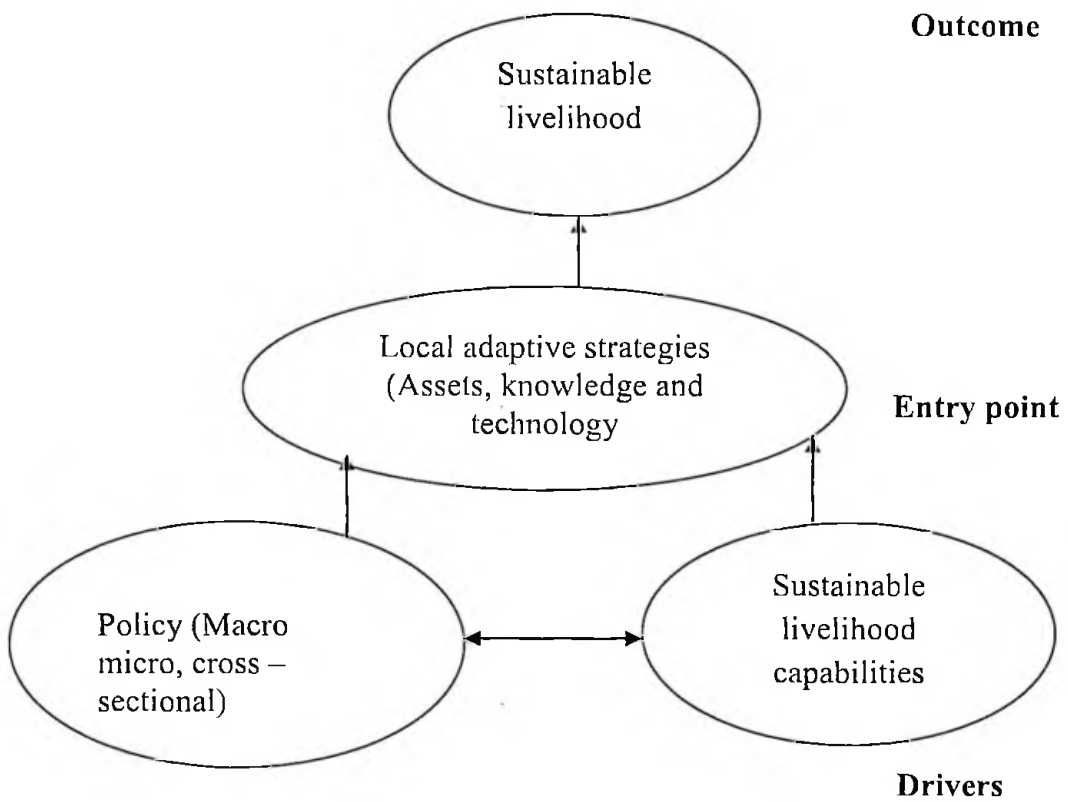 Outcome
Sustainable
livelihood
Local adaptive strategies
(Assets, knowledge and
technology
Entry point
Policy (Macro
micro, cross –
sectional)
Sustainable
livelihood
capabilities
Drivers